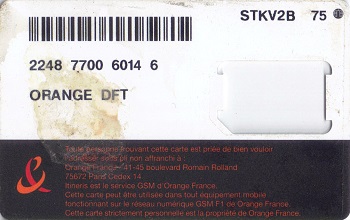 STKV2B 75 ①
2248 7700 6014 6
ORANGE DFT
Toute personne trouvant cette carte est priée de bien vouloir
l'adresser sous pli non affranchi à :
Orange France - 41-45 boulevard Romain Rolland
75672 Paris Cedex 14
Itineris est le service GSM d'Orange France.
Cette carte peut être utilisée dans tout équipement mobile
fonctionnant sur le réseau numérique GSM F1 de Orange France.
Cette carte strictement personnelle est la propriété d'Orange France.
&